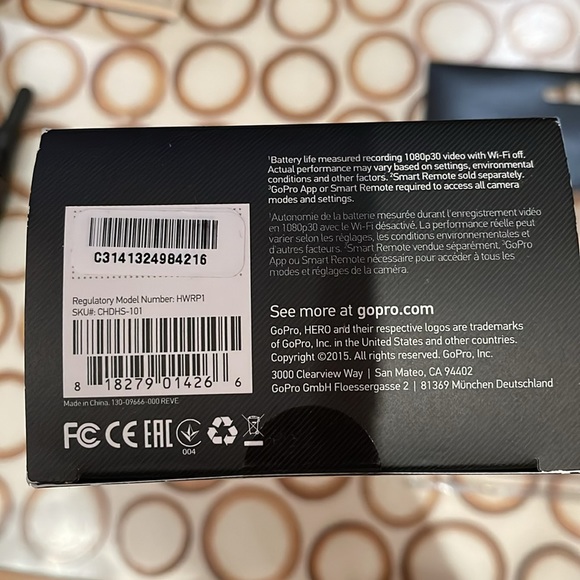 ¹Battery life measured recording 1080p30 video with Wi-Fi off.
Actual performance may vary based on settings, environmental
conditions and other factors. ²Smart Remote sold separately.
³GoPro App or Smart Remote required to access all camera
modes and settings.
¹Autonomie de la batterie mesurée durant l'enregistrement vidéo
en 1080p30 avec le Wi-Fi désactivé. La performance réelle peut
varier selon les réglages, les conditions environnementales et
d'autres facteurs. ²Smart Remote vendue séparément. ³GoPro
App ou Smart Remote nécessaire pour accéder à tous les
modes et réglages de la caméra.
C3141324984216
Regulatory Model Number: HWRP1
SKU#: CHDHS-101
8 18279 01426 6
Made in China. 130-09666-000 REVE.
FC CE EAC
004
See more at gopro.com
GoPro, HERO and their respective logos are trademarks
of GoPro, Inc. in the United States and other countries.
Copyright ©2015. All rights reserved. GoPro, Inc.
3000 Clearview Way | San Mateo, CA 94402
GoPro GmbH Floessergasse 2 | 81369 München Deutschland